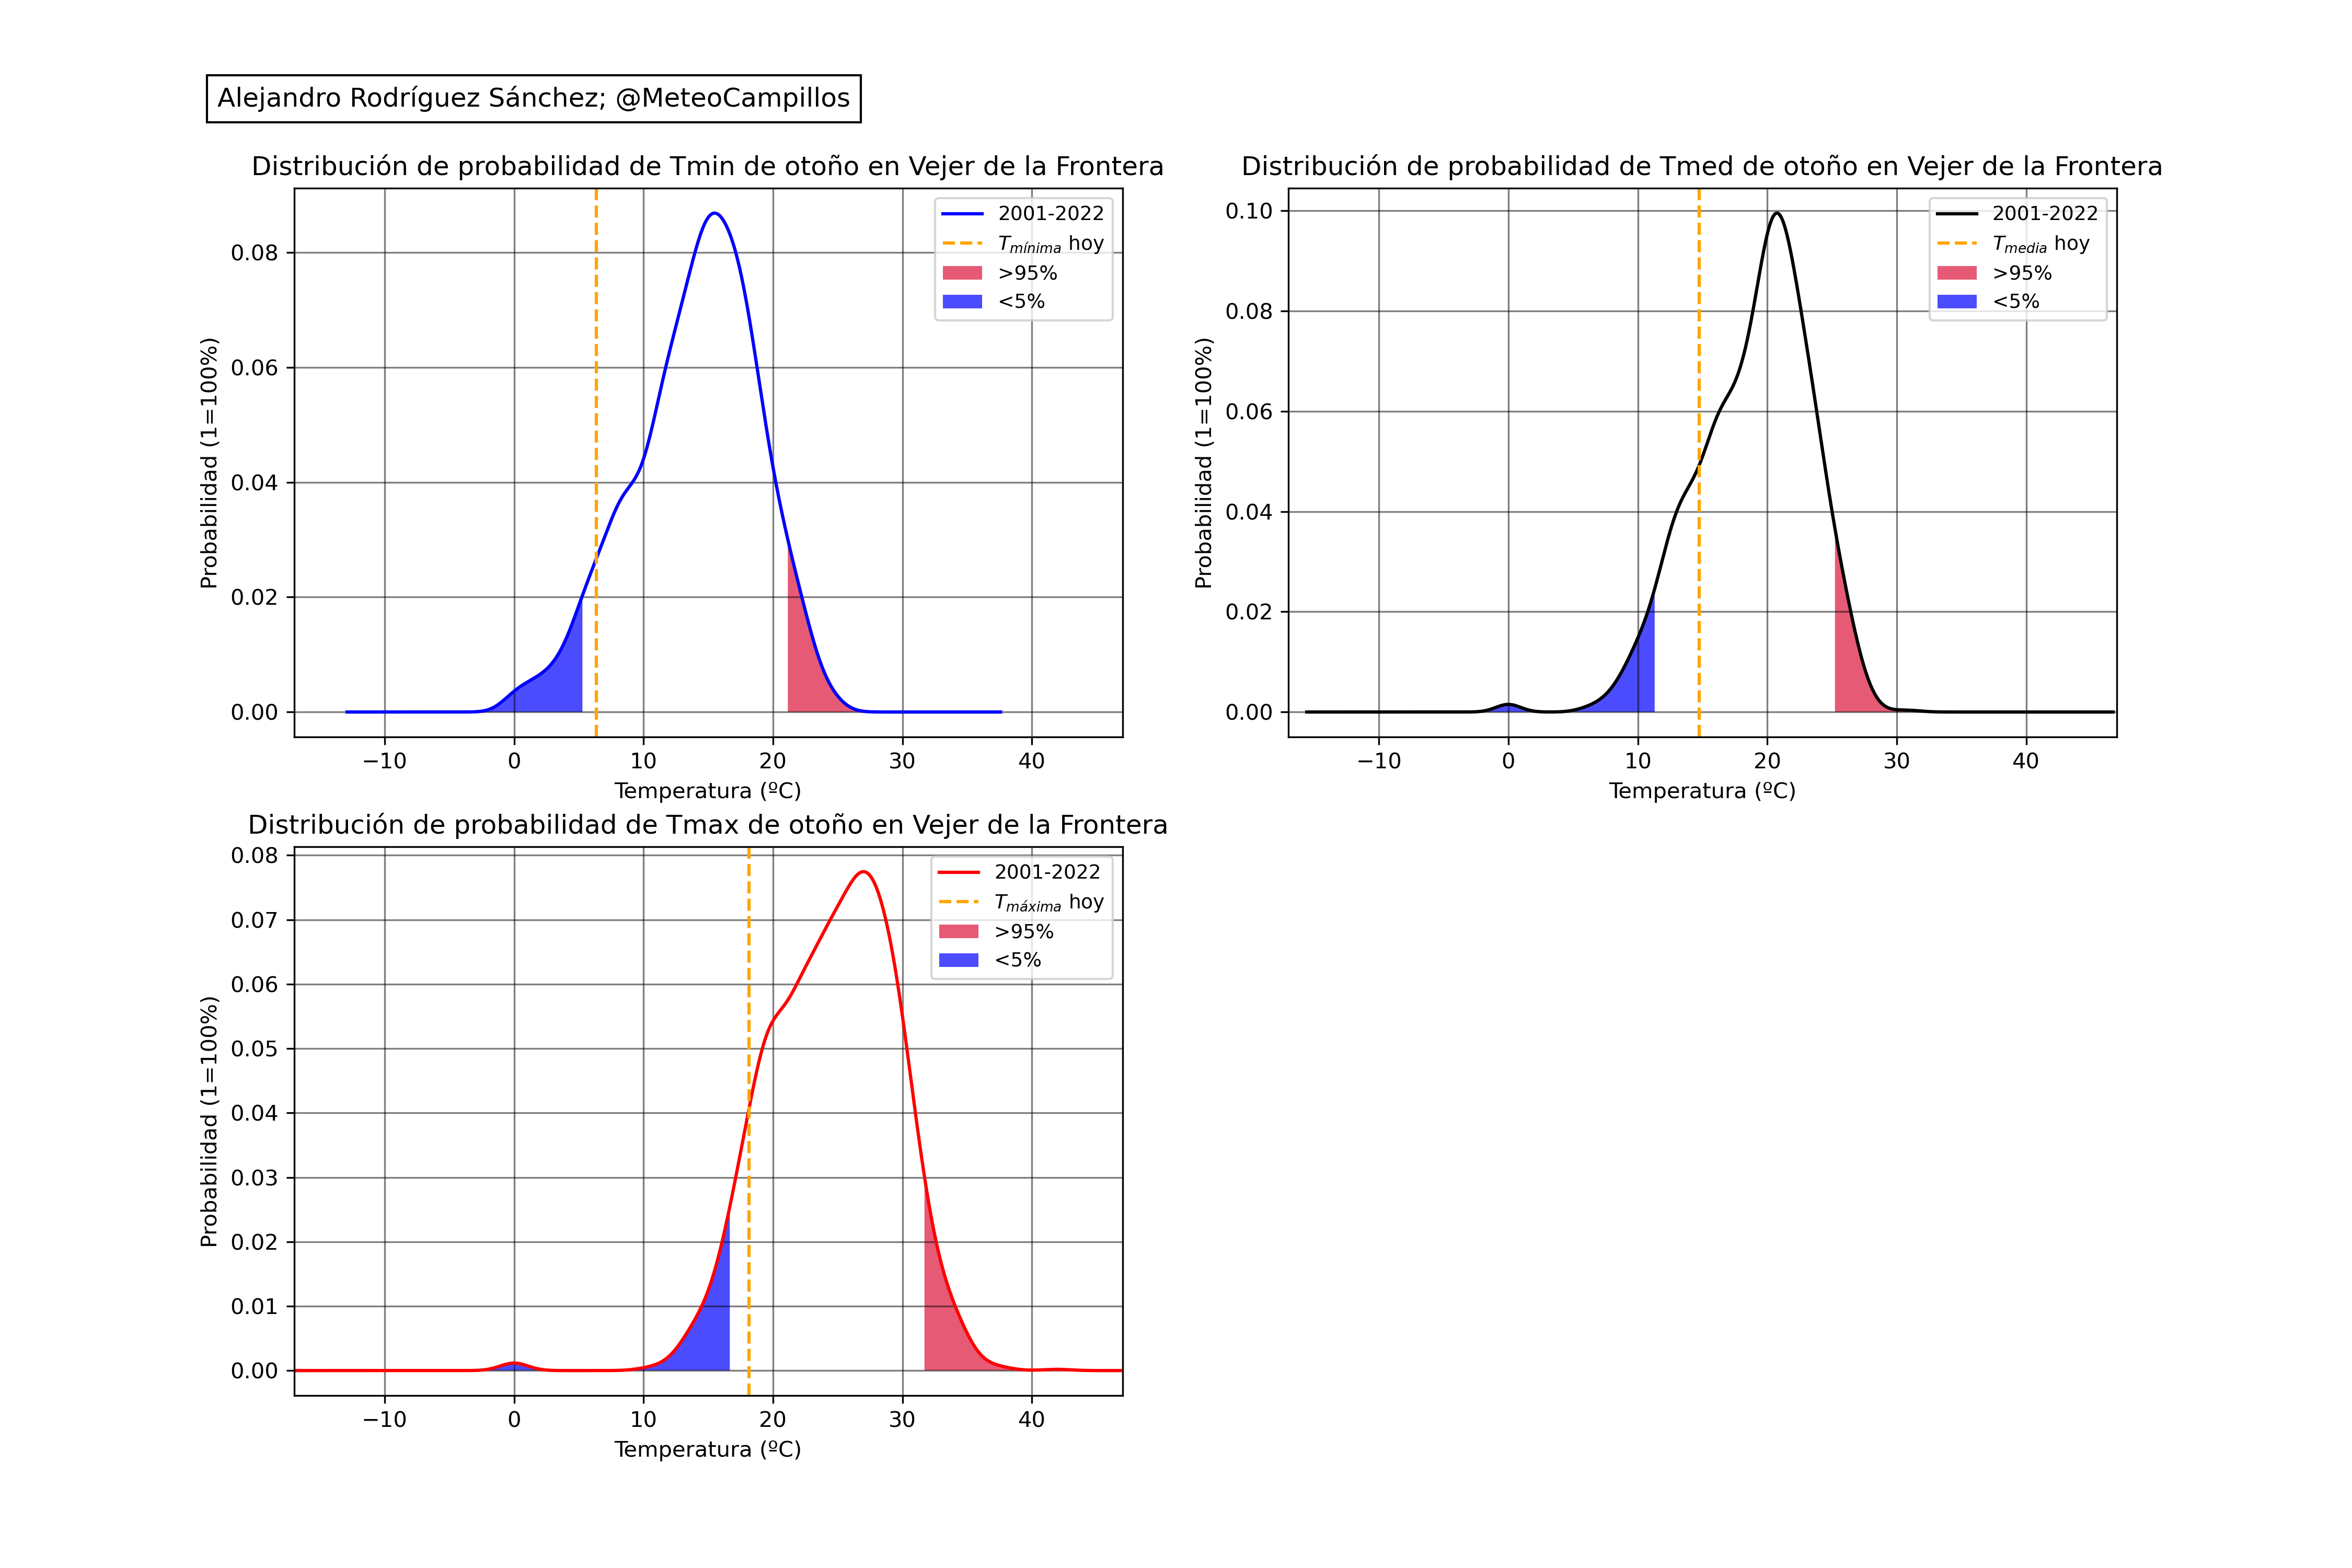 Alejandro Rodríguez Sánchez; @MeteoCampillos
Distribución de probabilidad de Tmin de otoño en Vejer de la Frontera
2001-2022
T_mínima hoy
>95%
<5%
0.08
0.06
0.04
0.02
0.00
Probabilidad (1=100%)
−10 0 10 20 30 40
Temperatura (ºC)
Distribución de probabilidad de Tmed de otoño en Vejer de la Frontera
2001-2022
T_media hoy
>95%
<5%
0.10
0.08
0.06
0.04
0.02
0.00
Probabilidad (1=100%)
−10 0 10 20 30 40
Temperatura (ºC)
Distribución de probabilidad de Tmax de otoño en Vejer de la Frontera
2001-2022
T_máxima hoy
>95%
<5%
0.08
0.07
0.06
0.05
0.04
0.03
0.02
0.01
0.00
Probabilidad (1=100%)
−10 0 10 20 30 40
Temperatura (ºC)